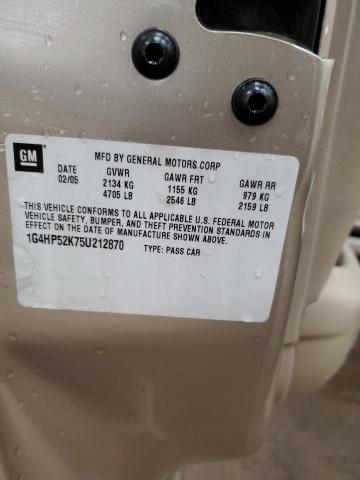 GM
MFD BY GENERAL MOTORS CORP
DATE GVWR GAWR FRT GAWR RR
02/05 2134 KG 1155 KG 979 KG
4705 LB 2546 LB 2159 LB
THIS VEHICLE CONFORMS TO ALL APPLICABLE U.S. FEDERAL MOTOR
VEHICLE SAFETY, BUMPER, AND THEFT PREVENTION STANDARDS IN
EFFECT ON THE DATE OF MANUFACTURE SHOWN ABOVE.
1G4HP52K75U212870 TYPE: PASS CAR